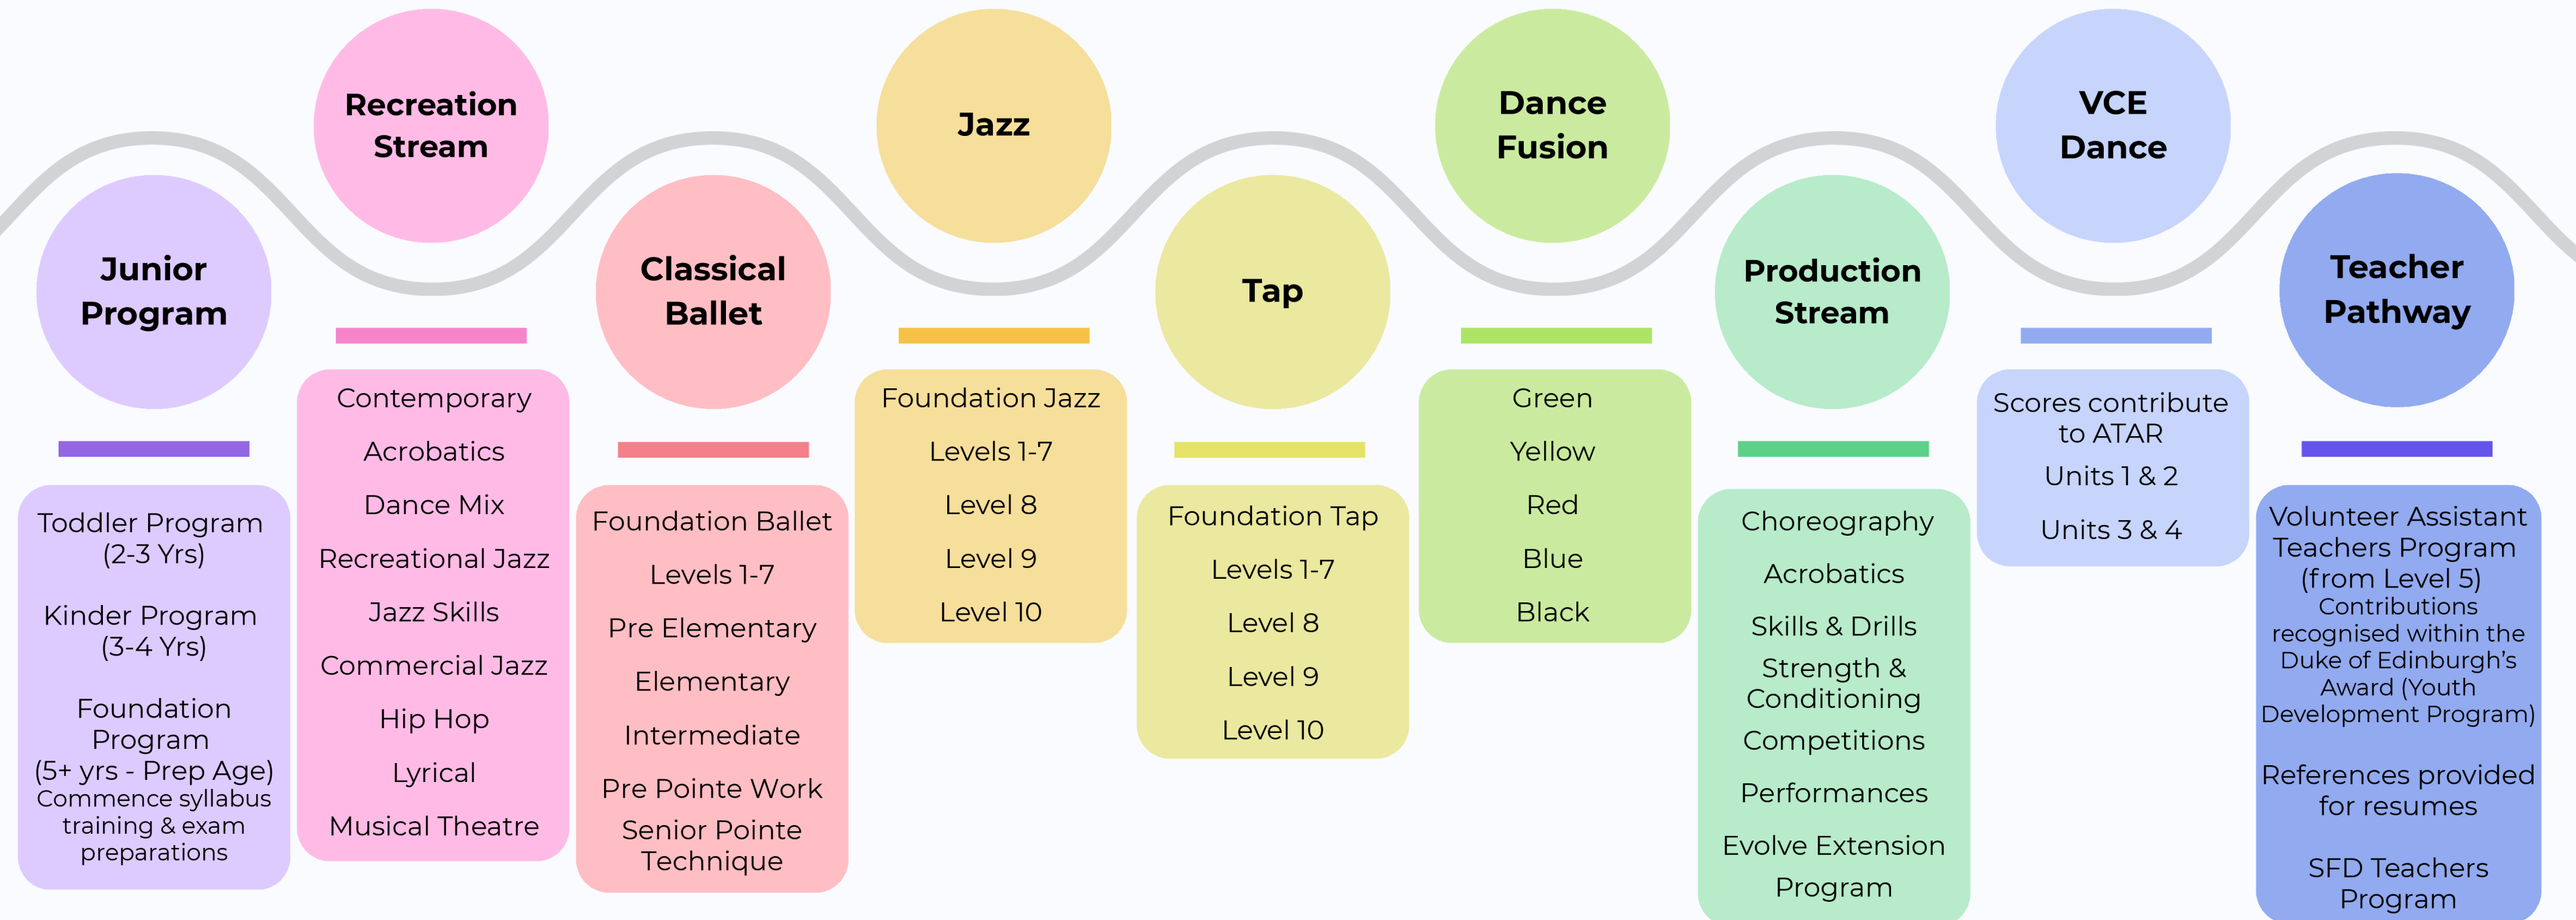 Junior
Program
Toddler Program
(2-3 Yrs)
Kinder Program
(3-4 Yrs)
Foundation
Program
(5+ yrs - Prep Age)
Commence syllabus
training & exam
preparations
Recreation
Stream
Contemporary
Acrobatics
Dance Mix
Recreational Jazz
Jazz Skills
Commercial Jazz
Hip Hop
Lyrical
Musical Theatre
Classical
Ballet
Foundation Ballet
Levels 1-7
Pre Elementary
Elementary
Intermediate
Pre Pointe Work
Senior Pointe
Technique
Jazz
Foundation Jazz
Levels 1-7
Level 8
Level 9
Level 10
Tap
Foundation Tap
Levels 1-7
Level 8
Level 9
Level 10
Dance
Fusion
Green
Yellow
Red
Blue
Black
Production
Stream
Choreography
Acrobatics
Skills & Drills
Strength &
Conditioning
Competitions
Performances
Evolve Extension
Program
VCE
Dance
Scores contribute
to ATAR
Units 1 & 2
Units 3 & 4
Teacher
Pathway
Volunteer Assistant
Teachers Program
(from Level 5)
Contributions
recognised within the
Duke of Edinburgh's
Award (Youth
Development Program)
References provided
for resumes
SFD Teachers
Program